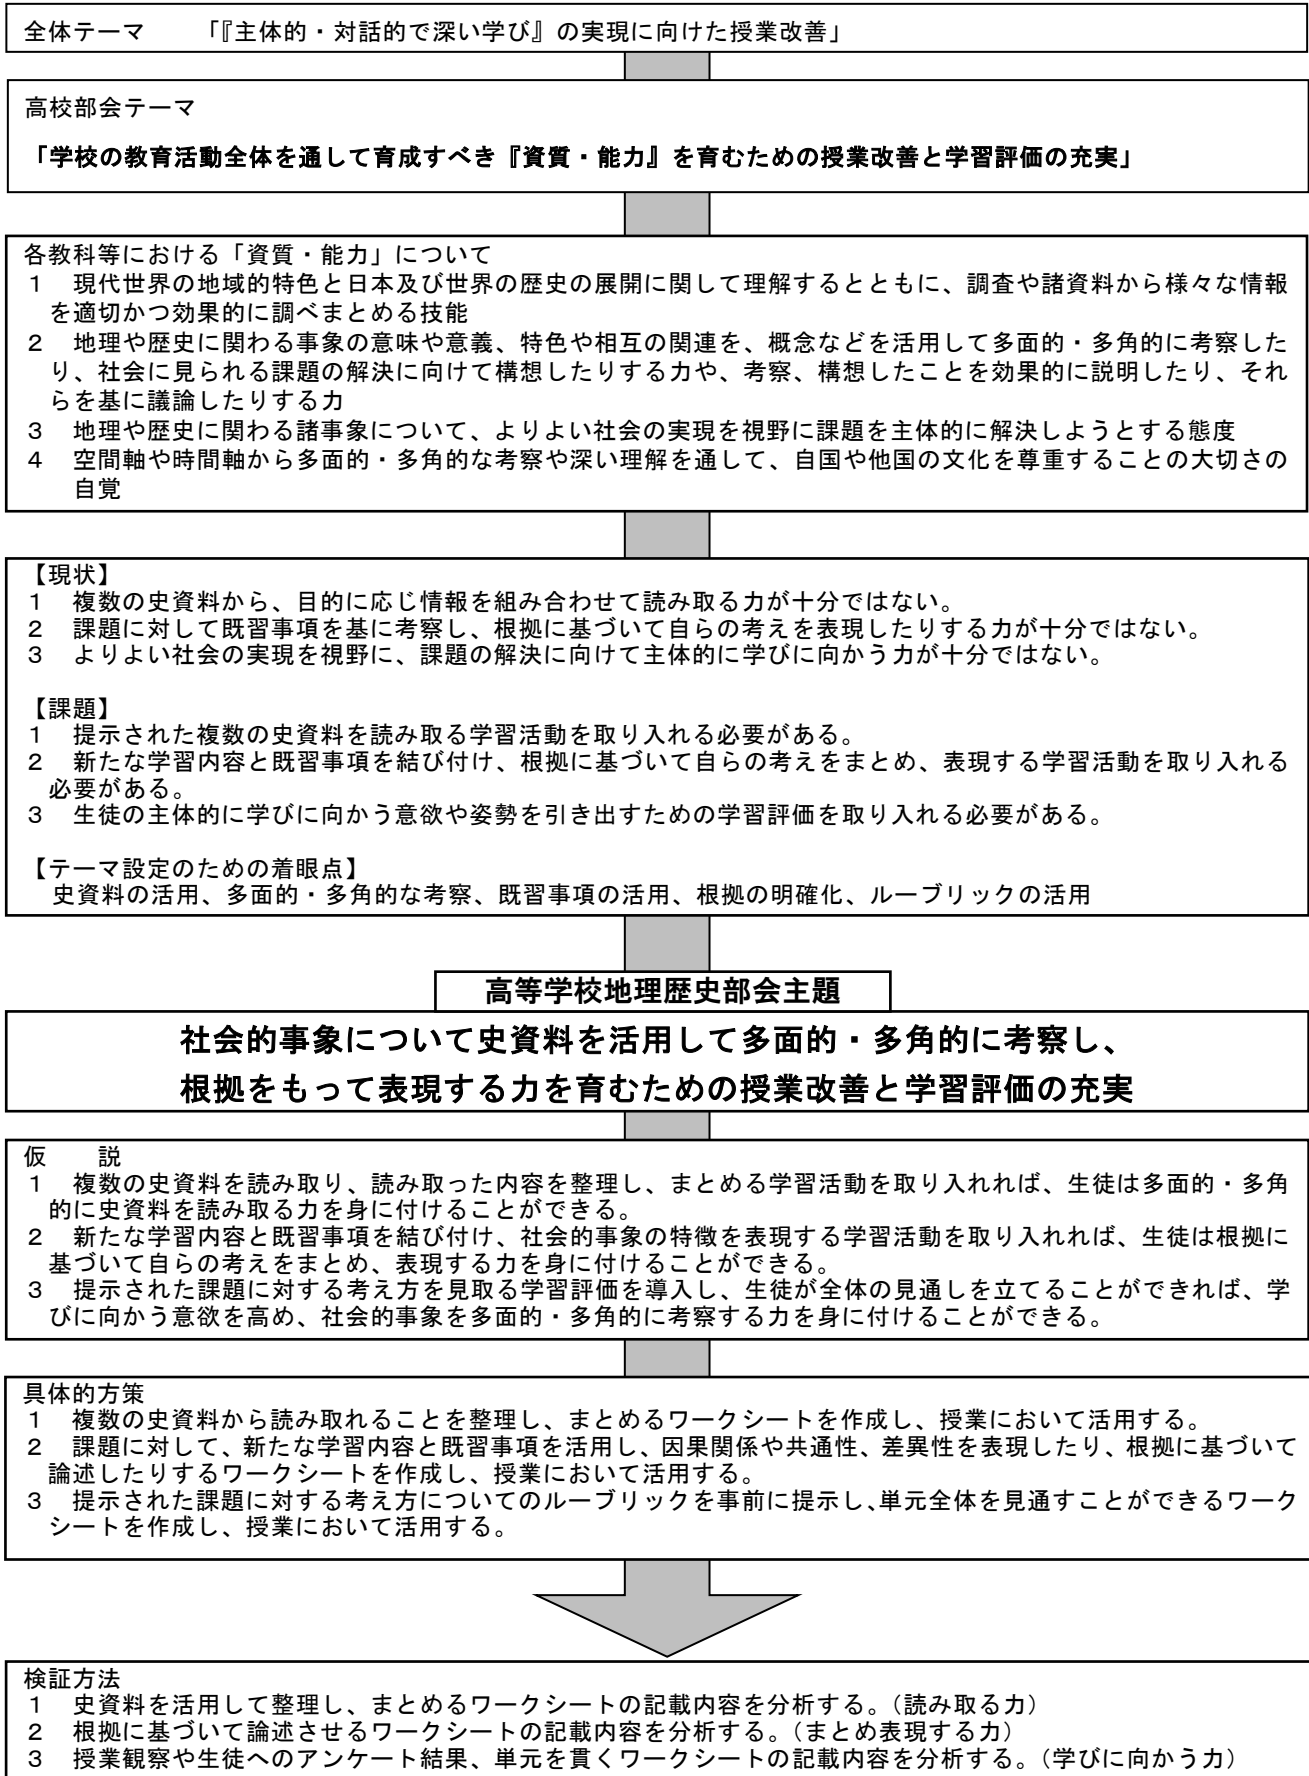 全体テーマ　　「『主体的・対話的で深い学び』の実現に向けた授業改善」
高校部会テーマ
「学校の教育活動全体を通して育成すべき『資質・能力』を育むための授業改善と学習評価の充実」
各教科等における「資質・能力」について
１　現代世界の地域的特色と日本及び世界の歴史の展開に関して理解するとともに、調査や諸資料から様々な情報
を適切かつ効果的に調べまとめる技能
２　地理や歴史に関わる事象の意味や意義、特色や相互の関連を、概念などを活用して多面的・多角的に考察した
り、社会に見られる課題の解決に向けて構想したりする力や、考察、構想したことを効果的に説明したり、それ
らを基に議論したりする力
３　地理や歴史に関わる諸事象について、よりよい社会の実現を視野に課題を主体的に解決しようとする態度
４　空間軸や時間軸から多面的・多角的な考察や深い理解を通して、自国や他国の文化を尊重することの大切さの
自覚
【現状】
１　複数の史資料から、目的に応じ情報を組み合わせて読み取る力が十分ではない。
２　課題に対して既習事項を基に考察し、根拠に基づいて自らの考えを表現したりする力が十分ではない。
３　よりよい社会の実現を視野に、課題の解決に向けて主体的に学びに向かう力が十分ではない。
【課題】
１　提示された複数の史資料を読み取る学習活動を取り入れる必要がある。
２　新たな学習内容と既習事項を結び付け、根拠に基づいて自らの考えをまとめ、表現する学習活動を取り入れる
必要がある。
３　生徒の主体的に学びに向かう意欲や姿勢を引き出すための学習評価を取り入れる必要がある。
【テーマ設定のための着眼点】
史資料の活用、多面的・多角的な考察、既習事項の活用、根拠の明確化、ルーブリックの活用
高等学校地理歴史部会主題
社会的事象について史資料を活用して多面的・多角的に考察し、
根拠をもって表現する力を育むための授業改善と学習評価の充実
仮　　説
１　複数の史資料を読み取り、読み取った内容を整理し、まとめる学習活動を取り入れれば、生徒は多面的・多角
的に史資料を読み取る力を身に付けることができる。
２　新たな学習内容と既習事項を結び付け、社会的事象の特徴を表現する学習活動を取り入れれば、生徒は根拠に
基づいて自らの考えをまとめ、表現する力を身に付けることができる。
３　提示された課題に対する考え方を見取る学習評価を導入し、生徒が全体の見通しを立てることができれば、学
びに向かう意欲を高め、社会的事象を多面的・多角的に考察する力を身に付けることができる。
具体的方策
１　複数の史資料から読み取れることを整理し、まとめるワークシートを作成し、授業において活用する。
２　課題に対して、新たな学習内容と既習事項を活用し、因果関係や共通性、差異性を表現したり、根拠に基づいて
論述したりするワークシートを作成し、授業において活用する。
３　提示された課題に対する考え方についてのルーブリックを事前に提示し、単元全体を見通すことができるワーク
シートを作成し、授業において活用する。
検証方法
１　史資料を活用して整理し、まとめるワークシートの記載内容を分析する。（読み取る力）
２　根拠に基づいて論述させるワークシートの記載内容を分析する。（まとめ表現する力）
３　授業観察や生徒へのアンケート結果、単元を貫くワークシートの記載内容を分析する。（学びに向かう力）